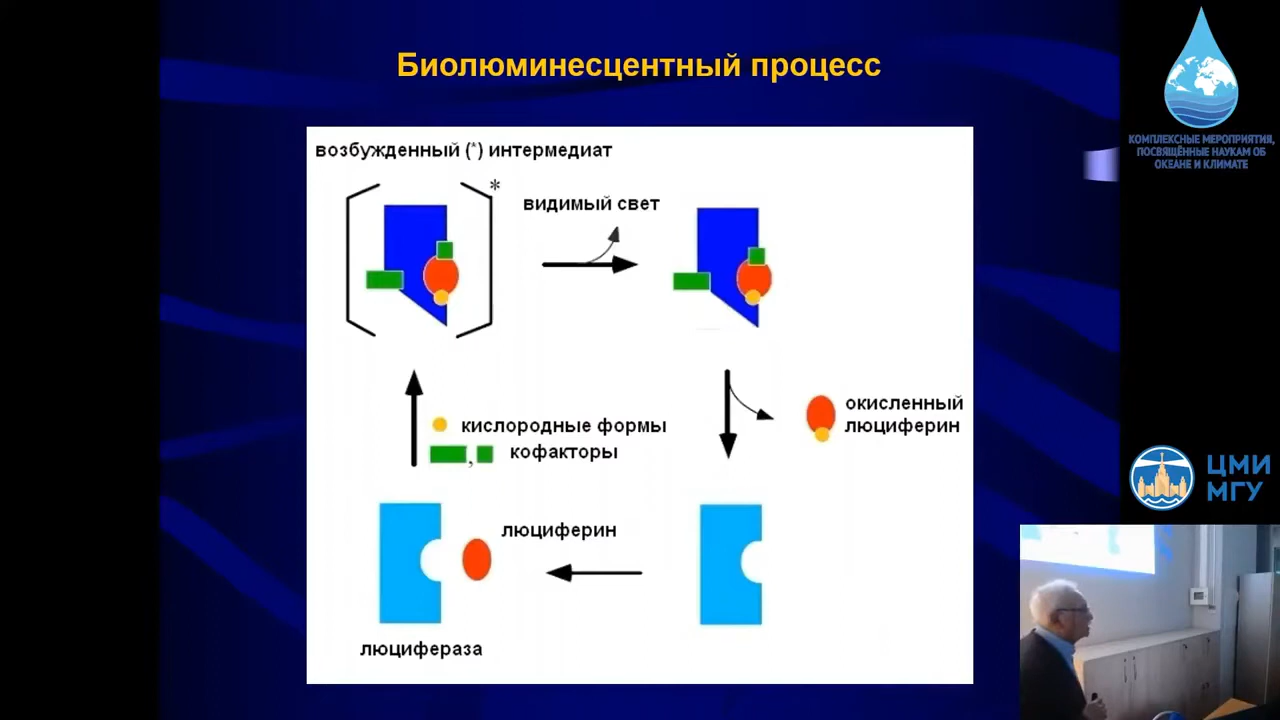 Биолюминесцентный процесс
возбужденный (*) интермедиат
*
видимый свет
окисленный
люциферин
кислородные формы
, кофакторы
люциферин
люцифераза
КОМПЛЕКСНЫЕ МЕРОПРИЯТИЯ,
ПОСВЯЩЁННЫЕ НАУКАМ ОБ
ОКЕАНЕ И КЛИМАТЕ
ЦМИ
МГУ